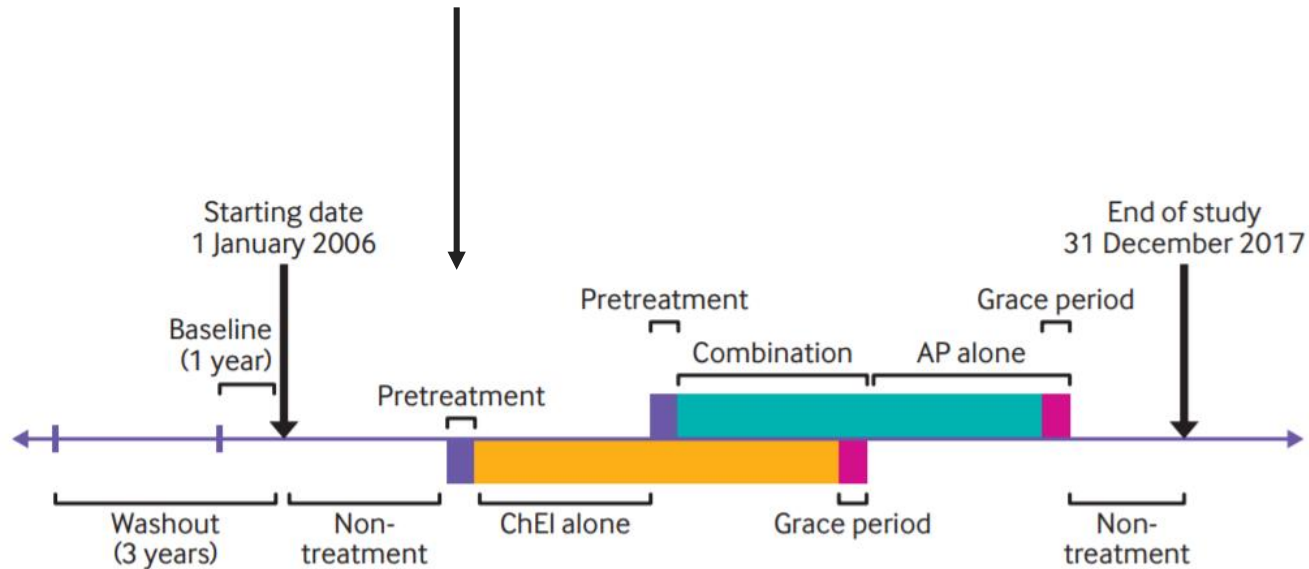 Starting date
1 January 2006
End of study
31 December 2017
Pretreatment
Grace period
Baseline
(1 year)
Combination
AP alone
Pretreatment
Washout
(3 years)
Non-
treatment
ChEI alone
Grace period
Non-
treatment